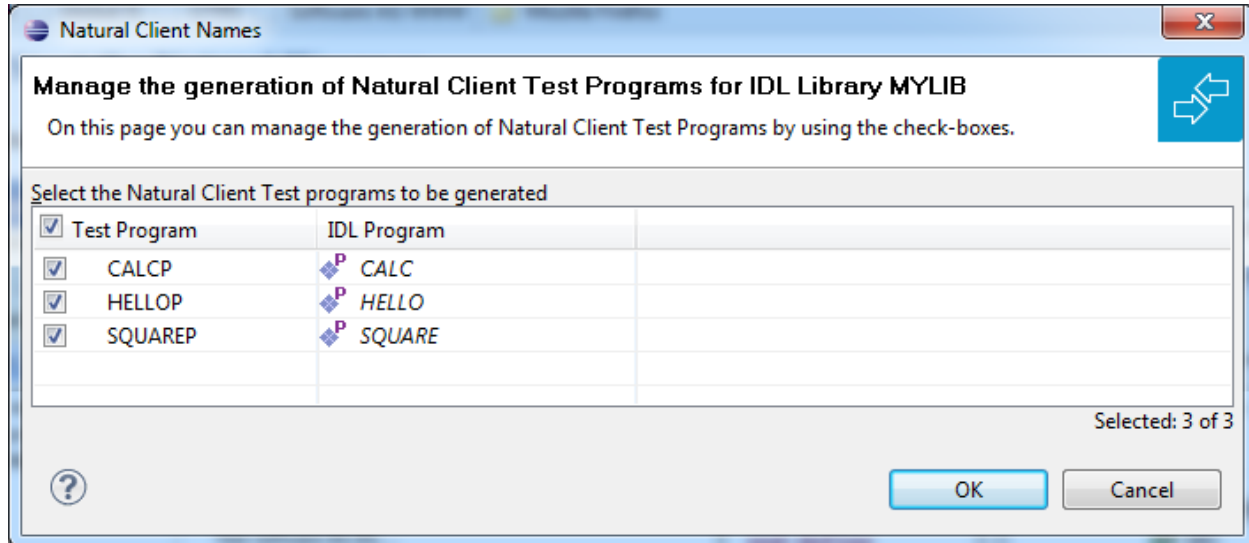 Natural Client Names
Manage the generation of Natural Client Test Programs for IDL Library MYLIB
On this page you can manage the generation of Natural Client Test Programs by using the check-boxes.
Select the Natural Client Test programs to be generated
Test Program IDL Program
CALCP P CALC
HELLOP P HELLO
SQUAREP P SQUARE
Selected: 3 of 3
? OK Cancel